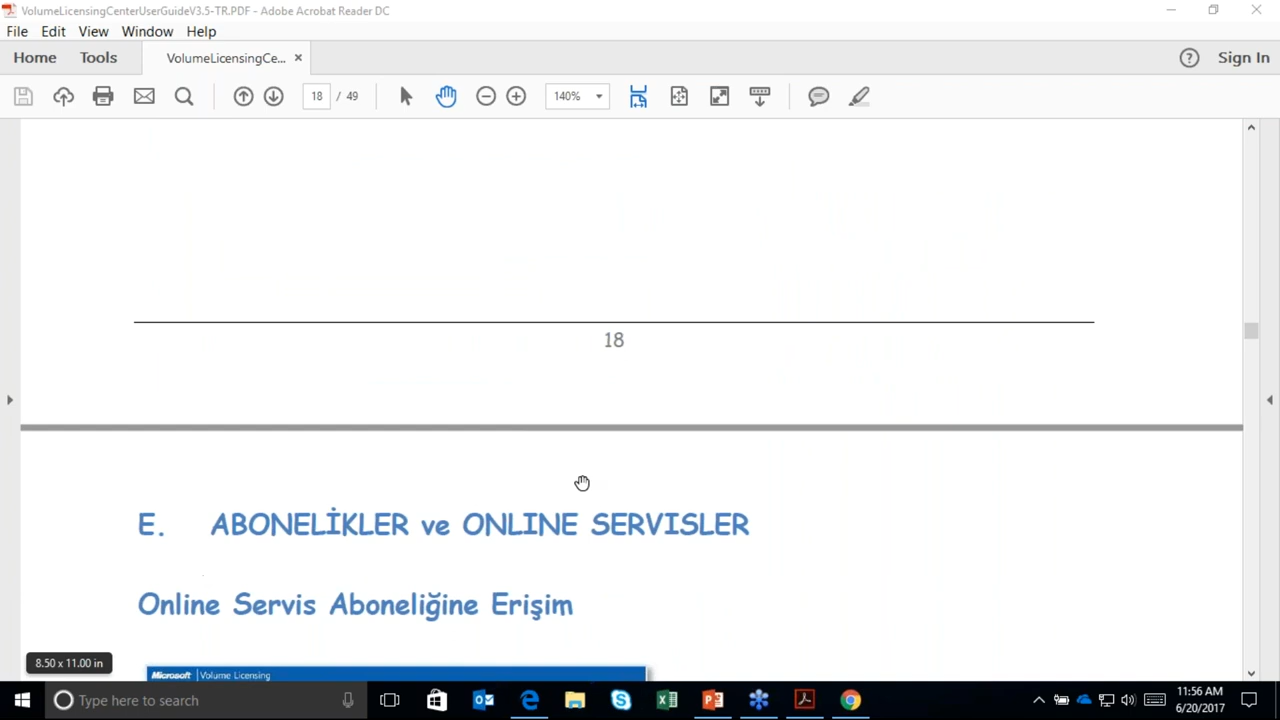 VolumeLicensingCenterUserGuideV3.5-TR.PDF - Adobe Acrobat Reader DC
File Edit View Window Help
Home Tools VolumeLicensingCe... × Sign In
18 / 49 140%
18
E. ABONELİKLER ve ONLINE SERVISLER
Online Servis Aboneliğine Erişim
8.50 x 11.00 in
Microsoft | Volume Licensing
Type here to search
11:56 AM
6/20/2017